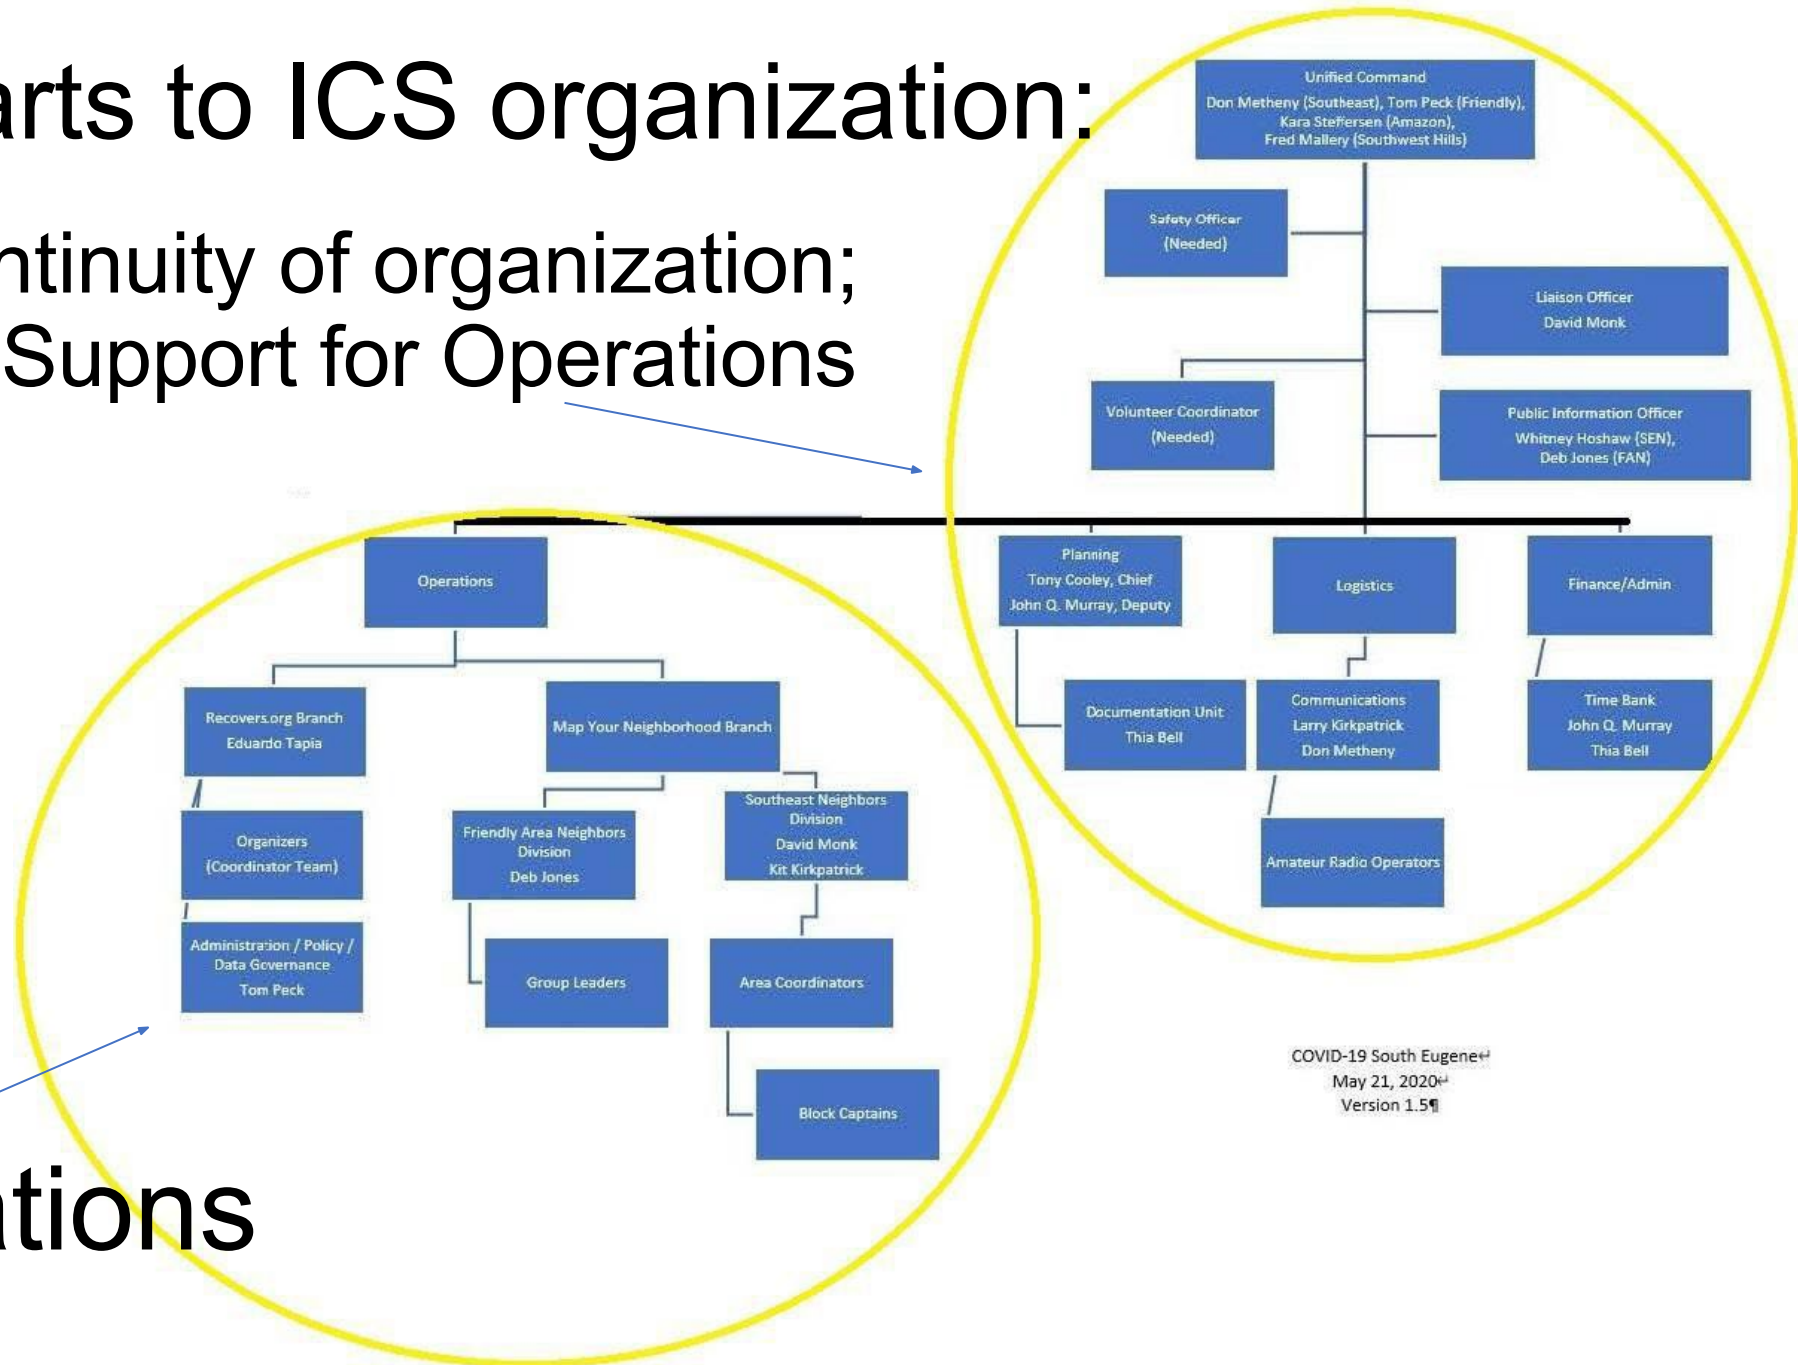 arts to ICS organization:
ntinuity of organization;
Support for Operations
Unified Command
Don Metheny (Southeast), Tom Peck (Friendly),
Kara Steffersen (Amazon),
Fred Mallery (Southwest Hills)
Safety Officer
(Needed)
Liaison Officer
David Monk
Volunteer Coordinator
(Needed)
Public Information Officer
Whitney Hoshaw (SEN),
Deb Jones (FAN)
Operations
Planning
Tony Cooley, Chief
John Q. Murray, Deputy
Logistics
Finance/Admin
Recovers.org Branch
Eduardo Tapia
Map Your Neighborhood Branch
Documentation Unit
Thia Bell
Communications
Larry Kirkpatrick
Don Metheny
Time Bank
John Q. Murray
Thia Bell
Organizers
(Coordinator Team)
Friendly Area Neighbors
Division
Deb Jones
Southeast Neighbors
Division
David Monk
Kit Kirkpatrick
Amateur Radio Operators
Administration / Policy /
Data Governance
Tom Peck
Group Leaders
Area Coordinators
Block Captains
COVID-19 South Eugene↵
May 21, 2020↵
Version 1.5¶
ations